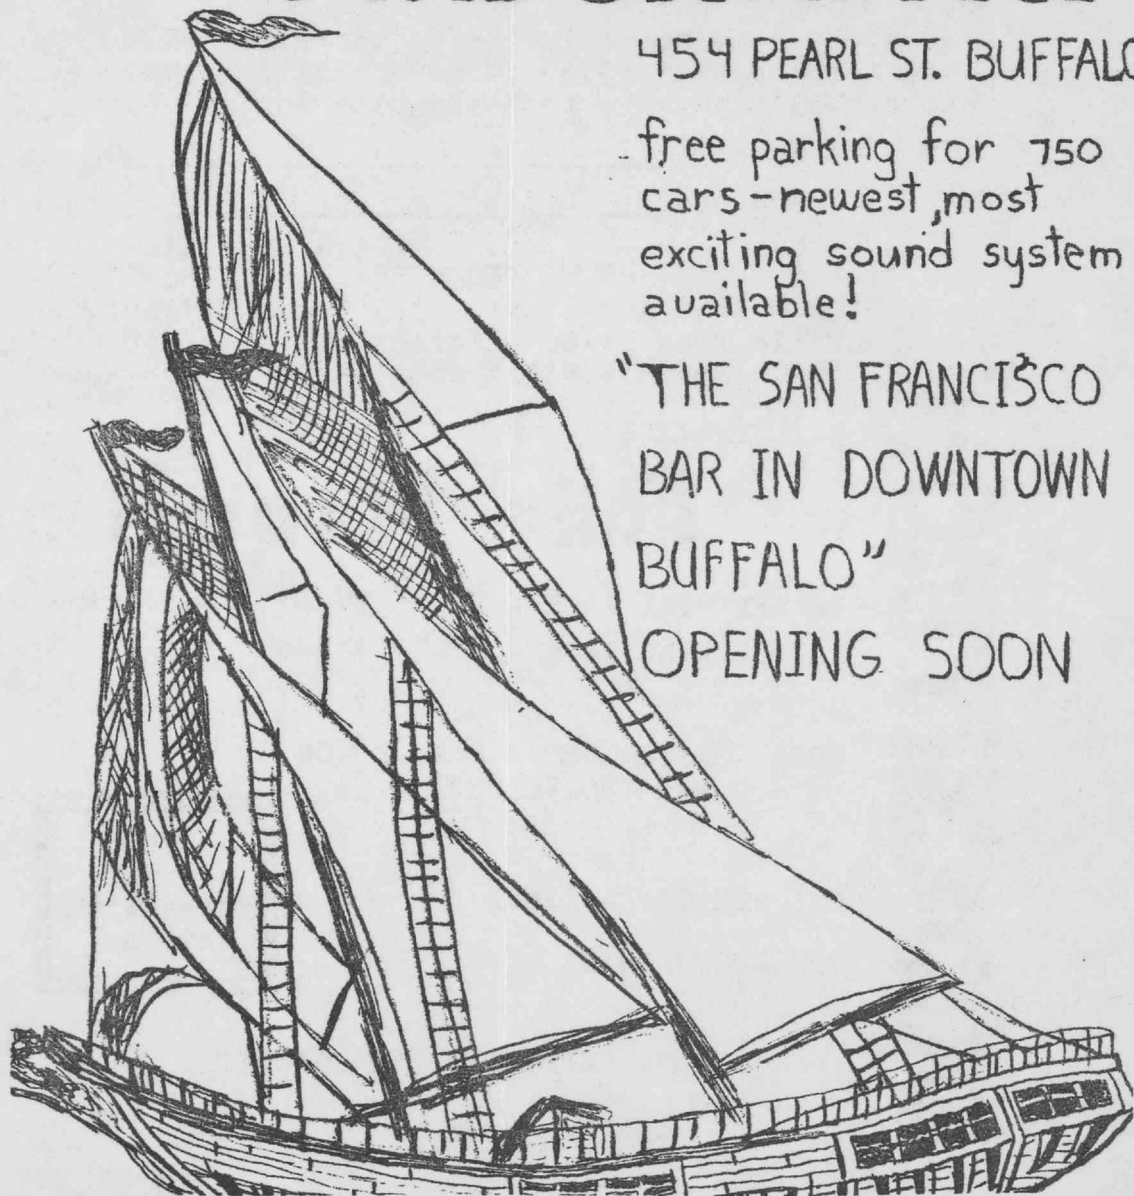 454 PEARL ST. BUFFALO
free parking for 750
cars-newest, most
exciting sound system
available!
"THE SAN FRANCISCO
BAR IN DOWNTOWN
BUFFALO"
OPENING SOON